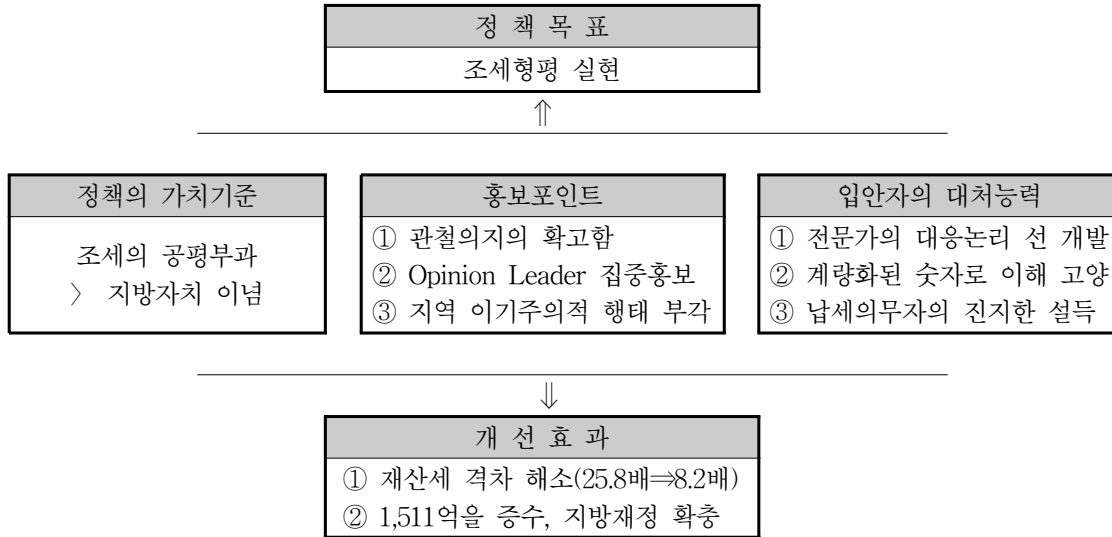 정 책 목 표
조세형평 실현
⇑
정책의 가치기준
조세의 공평부과
〉 지방자치 이념
홍보포인트
① 관철의지의 확고함
② Opinion Leader 집중홍보
③ 지역 이기주의적 행태 부각
입안자의 대처능력
① 전문가의 대응논리 선 개발
② 계량화된 숫자로 이해 고양
③ 납세의무자의 진지한 설득
⇓
개 선 효 과
① 재산세 격차 해소(25.8배⇒8.2배)
② 1,511억을 증수, 지방재정 확충